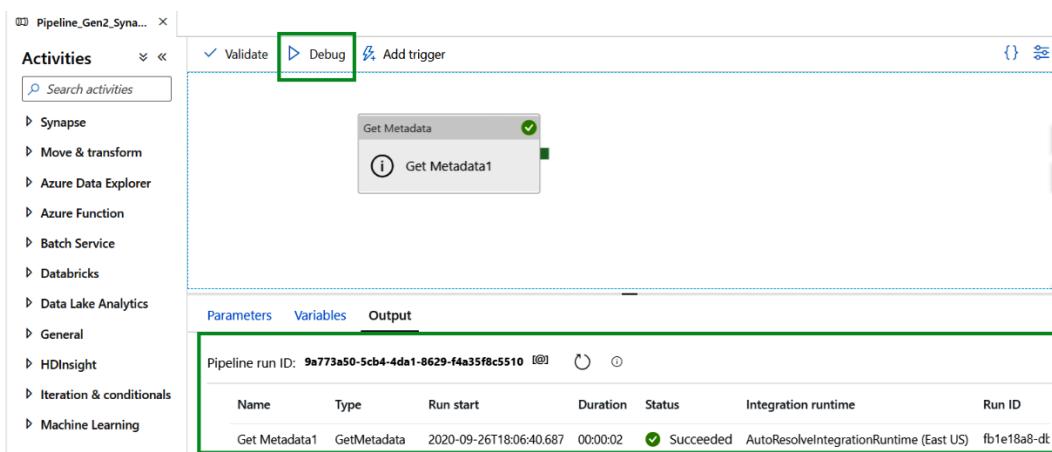 Pipeline_Gen2_Syna...
Activities
Validate
Debug
Add trigger
Search activities
Synapse
Move & transform
Azure Data Explorer
Azure Function
Batch Service
Databricks
Data Lake Analytics
General
HDInsight
Iteration & conditionals
Machine Learning
Get Metadata
Get Metadata1
Parameters Variables Output
Pipeline run ID: 9a773a50-5cb4-4da1-8629-f4a35f8c5510 [@]
Name Type Run start Duration Status Integration runtime Run ID
Get Metadata1 GetMetadata 2020-09-26T18:06:40.687 00:00:02 Succeeded AutoResolveIntegrationRuntime (East US)